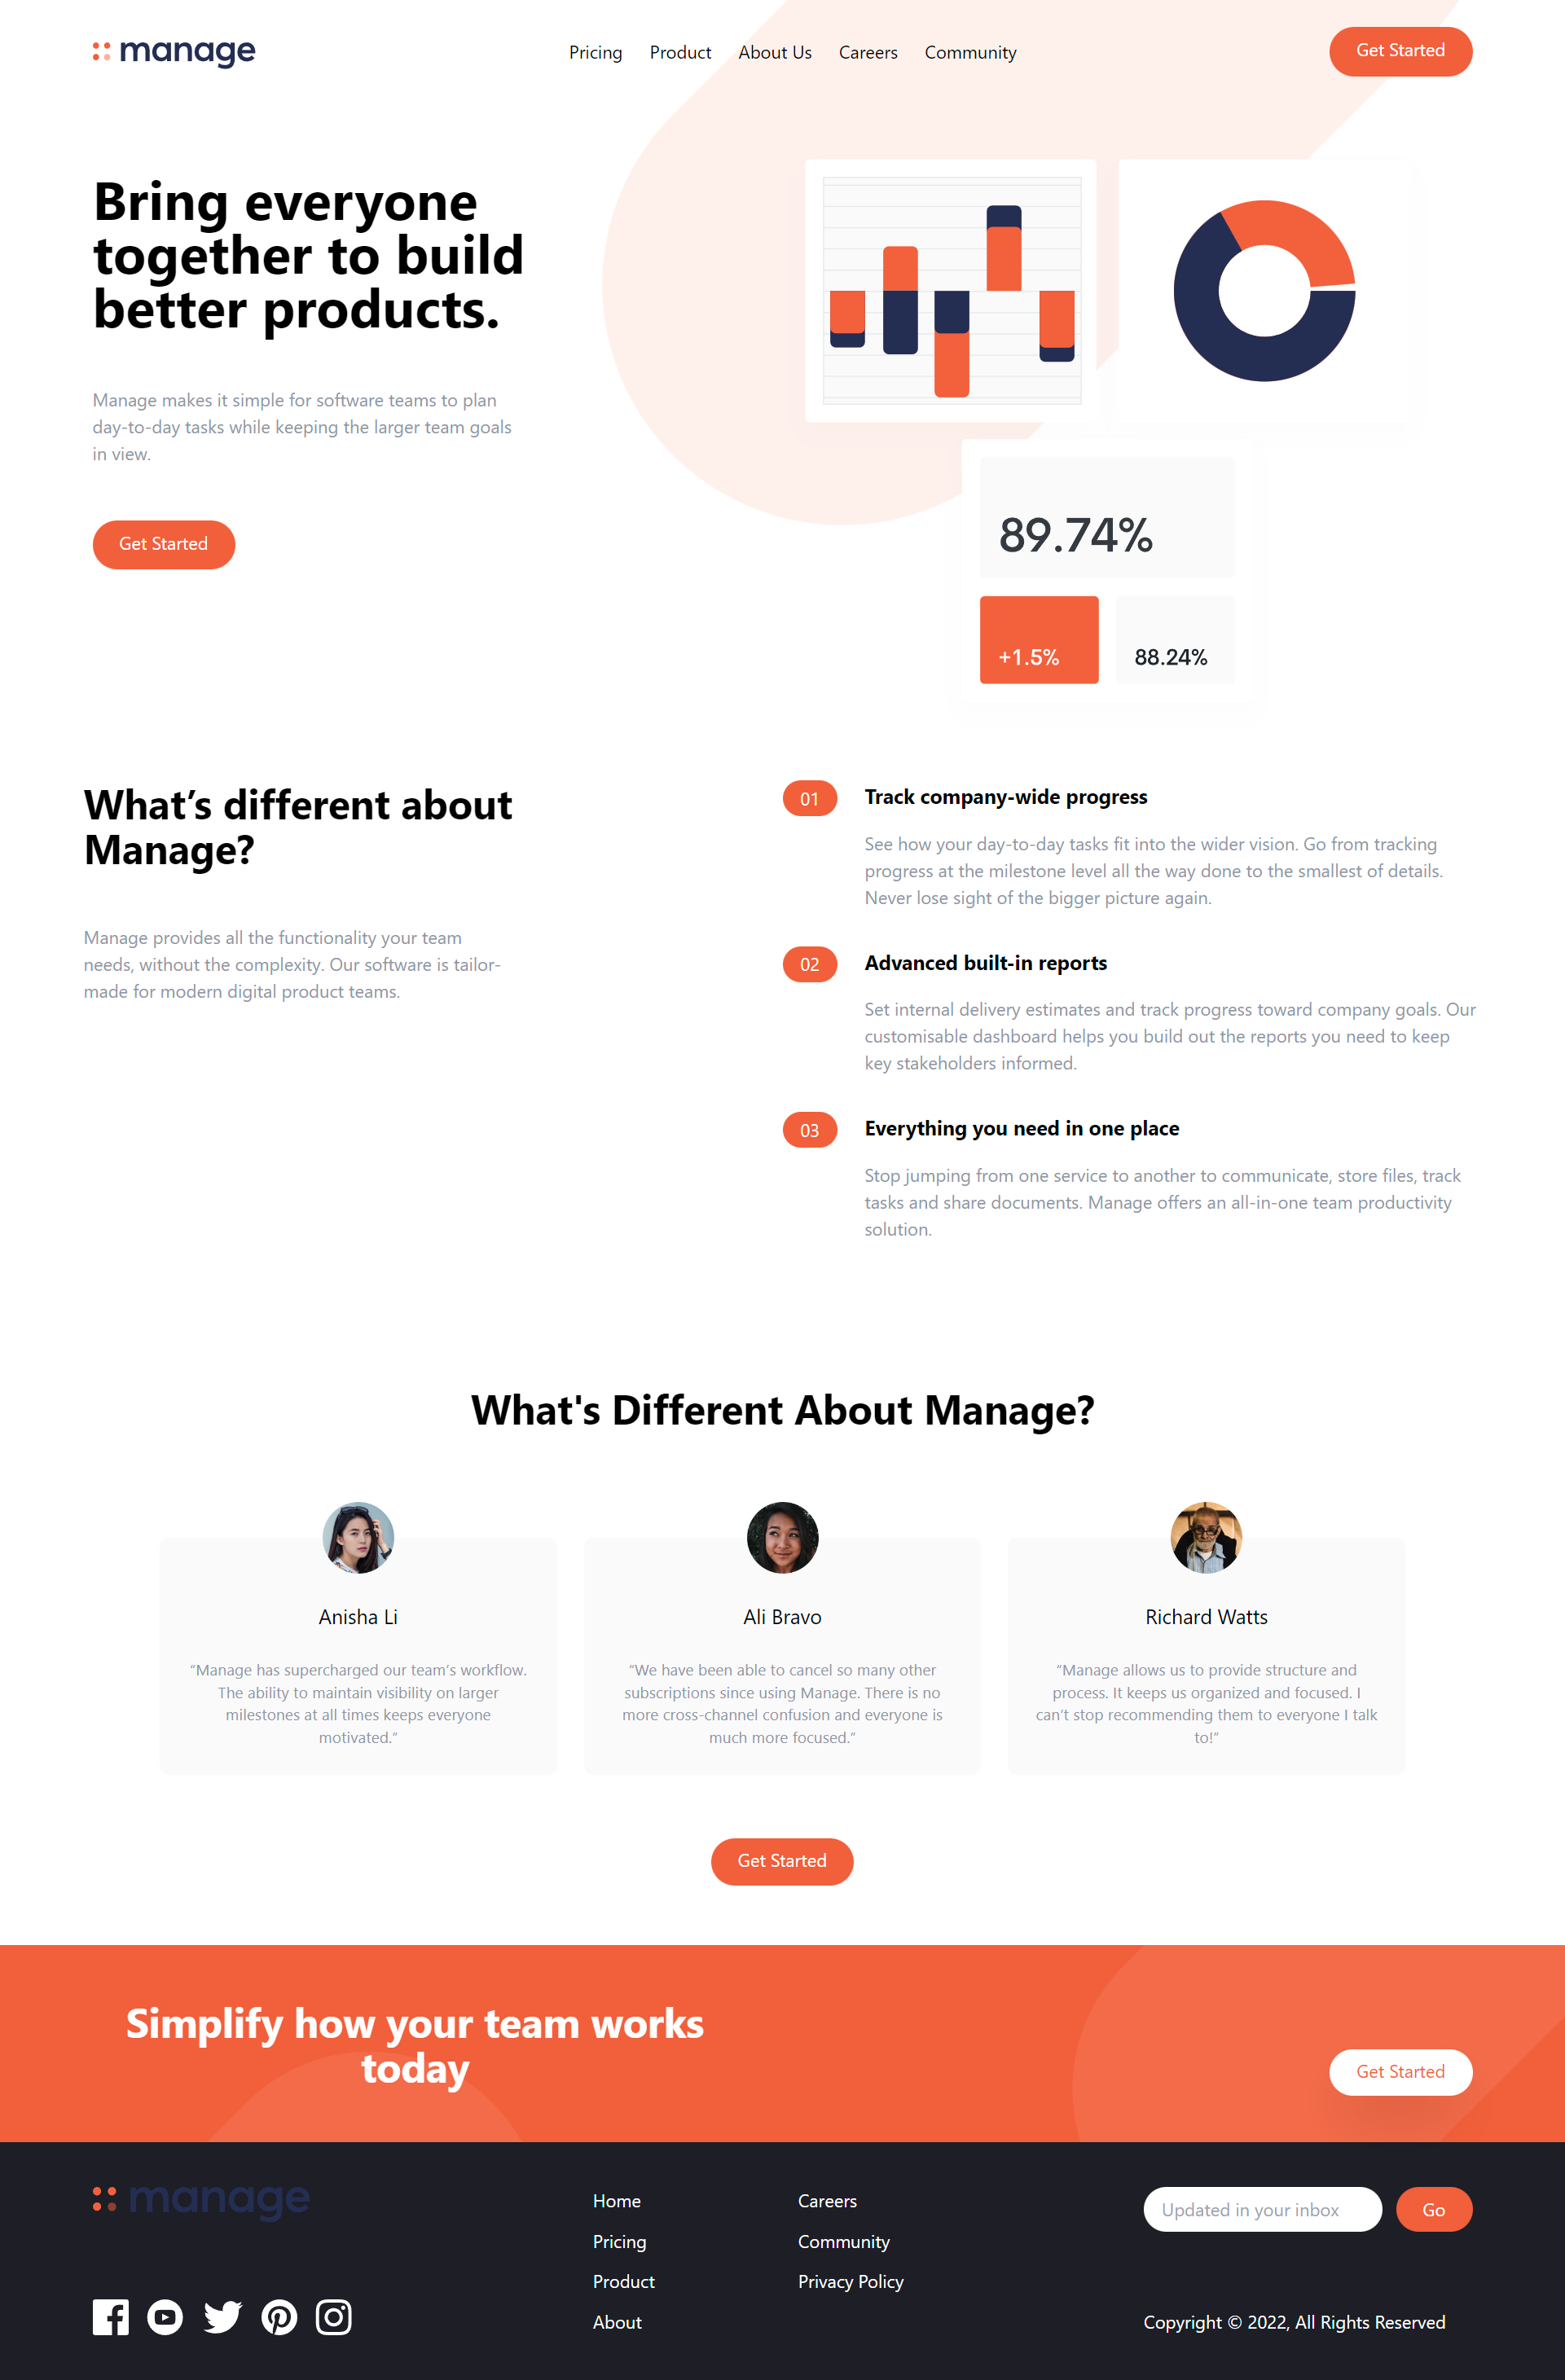 manage
Pricing Product About Us Careers Community
Get Started
Bring everyone
together to build
better products.
Manage makes it simple for software teams to plan
day-to-day tasks while keeping the larger team goals
in view.
Get Started
89.74%
+1.5%
88.24%
What’s different about
Manage?
Manage provides all the functionality your team
needs, without the complexity. Our software is tailor-
made for modern digital product teams.
01 Track company-wide progress
See how your day-to-day tasks fit into the wider vision. Go from tracking
progress at the milestone level all the way done to the smallest of details.
Never lose sight of the bigger picture again.
02 Advanced built-in reports
Set internal delivery estimates and track progress toward company goals. Our
customisable dashboard helps you build out the reports you need to keep
key stakeholders informed.
03 Everything you need in one place
Stop jumping from one service to another to communicate, store files, track
tasks and share documents. Manage offers an all-in-one team productivity
solution.
What's Different About Manage?
Anisha Li
“Manage has supercharged our team’s workflow.
The ability to maintain visibility on larger
milestones at all times keeps everyone
motivated.”
Ali Bravo
“We have been able to cancel so many other
subscriptions since using Manage. There is no
more cross-channel confusion and everyone is
much more focused.”
Richard Watts
“Manage allows us to provide structure and
process. It keeps us organized and focused. I
can’t stop recommending them to everyone I talk
to!”
Get Started
Simplify how your team works
today
Get Started
manage
Home
Pricing
Product
About
Careers
Community
Privacy Policy
Updated in your inbox
Go
Copyright © 2022, All Rights Reserved